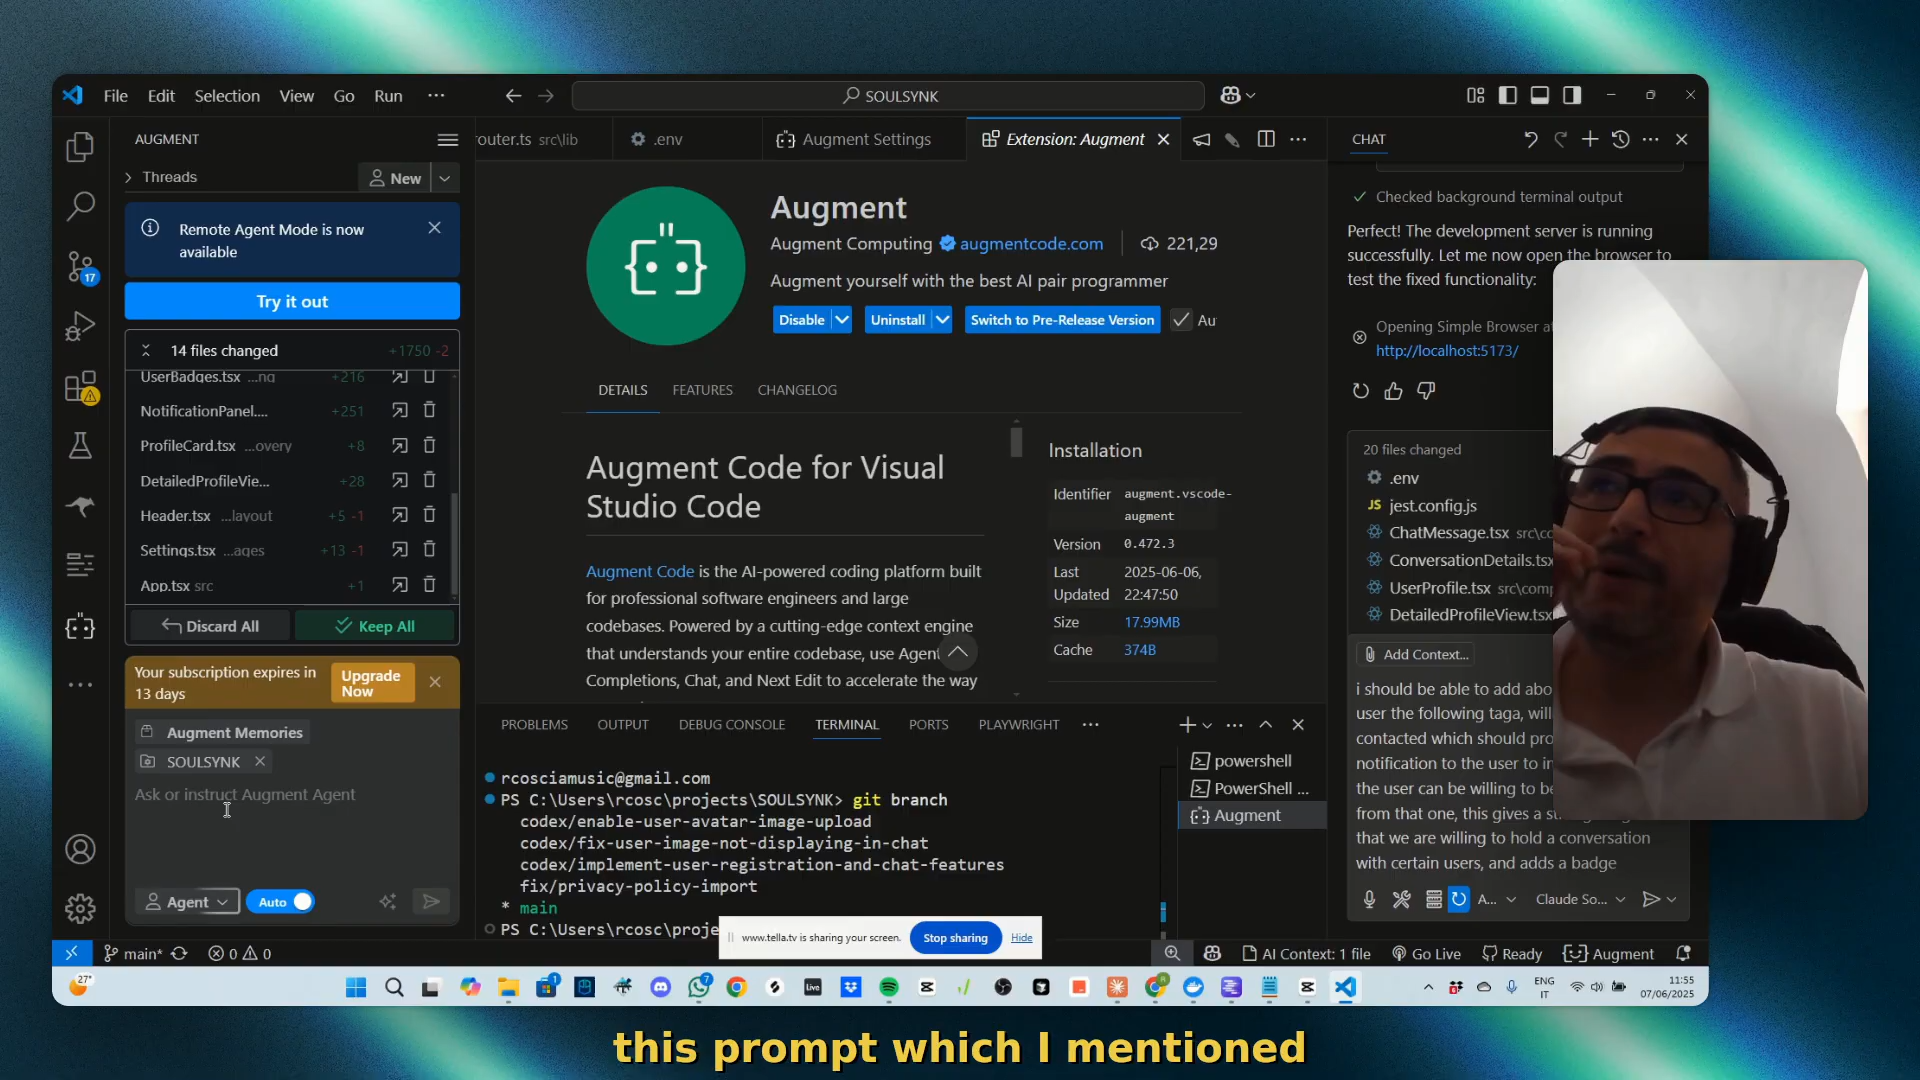 File Edit Selection View Go Run ···
SOULSYNK
AUGMENT
Threads
New
Remote Agent Mode is now
available
Try it out
14 files changed +1750 -2
UserBadges.tsx ...ng +216
NotificationPanel.... +251
ProfileCard.tsx ...overy +8
DetailedProfileVie... +28
Header.tsx ...layout +5 -1
Settings.tsx ...ages +13 -1
App.tsx src +1
Discard All Keep All
Your subscription expires in
13 days
Upgrade
Now
Augment Memories
SOULSYNK
Ask or instruct Augment Agent
Agent Auto
router.ts src\lib .env Augment Settings Extension: Augment
Augment
Augment Computing augmentcode.com 221,29
Augment yourself with the best AI pair programmer
Disable Uninstall Switch to Pre-Release Version Au
DETAILS FEATURES CHANGELOG
Augment Code for Visual
Studio Code
Augment Code is the AI-powered coding platform built
for professional software engineers and large
codebases. Powered by a cutting-edge context engine
that understands your entire codebase, use Agent
Completions, Chat, and Next Edit to accelerate the way
Installation
Identifier augment.vscode-
augment
Version 0.472.3
Last 2025-06-06,
Updated 22:47:50
Size 17.99MB
Cache 374B
PROBLEMS OUTPUT DEBUG CONSOLE TERMINAL PORTS PLAYWRIGHT ···
rcosciamusic@gmail.com
PS C:\Users\rcosc\projects\SOULSYNK> git branch
codex/enable-user-avatar-image-upload
codex/fix-user-image-not-displaying-in-chat
codex/implement-user-registration-and-chat-features
fix/privacy-policy-import
* main
PS C:\Users\rcosc\proje
powershell
PowerShell ...
Augment
www.tella.tv is sharing your screen. Stop sharing Hide
CHAT
Checked background terminal output
Perfect! The development server is running
successfully. Let me now open the browser to
test the fixed functionality:
Opening Simple Browser a
http://localhost:5173/
20 files changed
.env
JS jest.config.js
ChatMessage.tsx src\co
ConversationDetails.t
UserProfile.tsx src\com
DetailedProfileView.tsx
Add Context...
i should be able to add abo
user the following taga, will
contacted which should pro
notification to the user to in
the user can be willing to be
from that one, this gives a
that we are willing to hold a conversation
with certain users, and adds a badge
A... Claude So...
main* 0 0
AI Context: 1 file Go Live Ready Augment
27°
17
1
7
live
ENG
IT
11:55
07/06/2025
this prompt which I mentioned